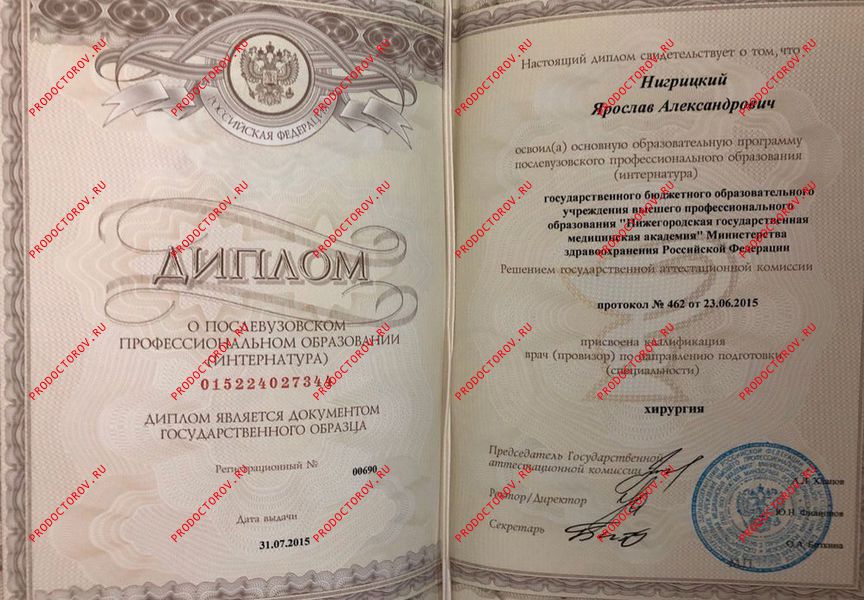 РОССИЙСКАЯ ФЕДЕРАЦИЯ
ДИПЛОМ
О ПОСЛЕВУЗОВСКОМ
ПРОФЕССИОНАЛЬНОМ ОБРАЗОВАНИИ
(ИНТЕРНАТУРА)
015224027344
ДИПЛОМ ЯВЛЯЕТСЯ ДОКУМЕНТОМ
ГОСУДАРСТВЕННОГО ОБРАЗЦА
Регистрационный № 00690
Дата выдачи
31.07.2015
Настоящий диплом свидетельствует о том, что
Нигрицкий
Ярослав Александрович
освоил(а) основную образовательную программу
послевузовского профессионального образования
(интернатура)
государственного бюджетного образовательного
учреждения высшего профессионального
образования "Нижегородская государственная
медицинская академия" Министерства
здравоохранения Российской Федерации
Решением государственной аттестационной комиссии
протокол № 462 от 23.06.2015
присвоена квалификация
врач (провизор) по направлению подготовки
(специальности)
хирургия
Председатель Государственной
аттестационной комиссии
Ректор/Директор
Секретарь
PRODOCTOROV.RU